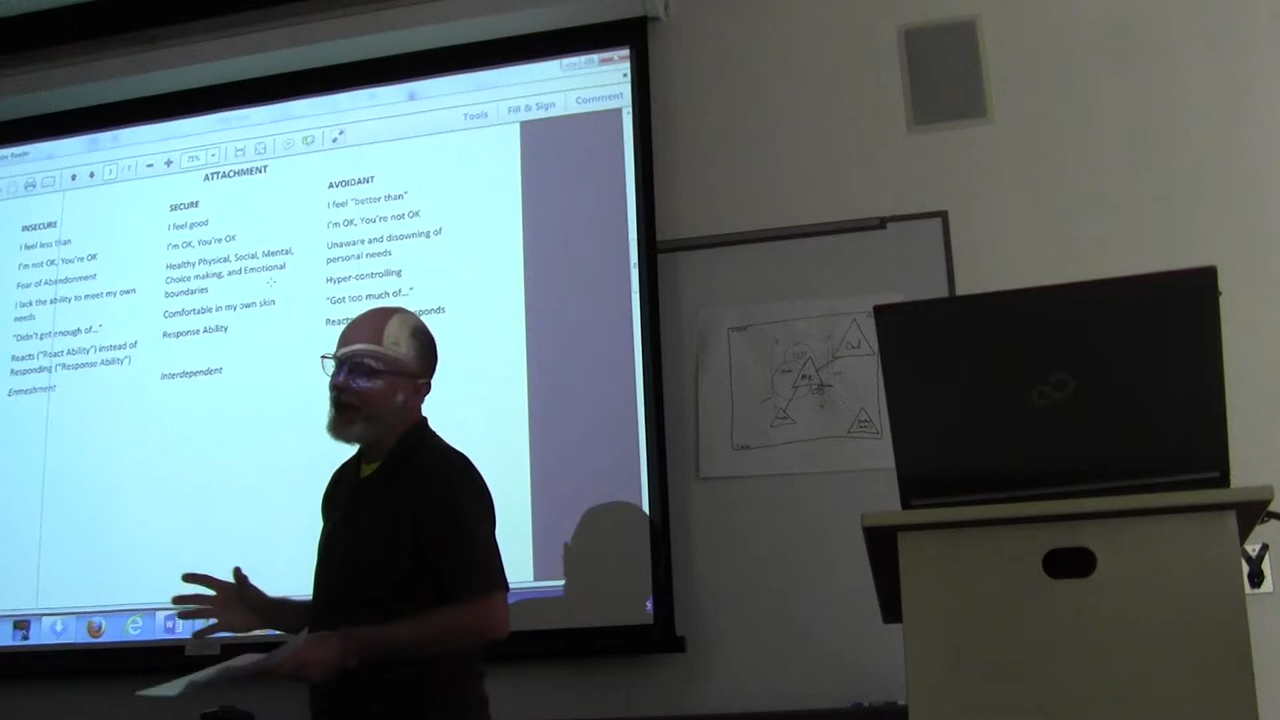 Tools
Fill & Sign
Comment
75%
ATTACHMENT
INSECURE
I feel less than
I'm not OK, You're OK
Fear of Abandonment
I lack the ability to meet my own
needs
"Didn't get enough of..."
Reacts ("React Ability") instead of
Responding ("Response Ability")
Enmeshment
SECURE
I feel good
I'm OK, You're OK
Healthy Physical, Social, Mental,
Choice making, and Emotional
boundaries
Comfortable in my own skin
Response Ability
Interdependent
AVOIDANT
I feel "better than"
I'm OK, You're not OK
Unaware and disowning of
personal needs
Hyper-controlling
"Got too much of..."
Me